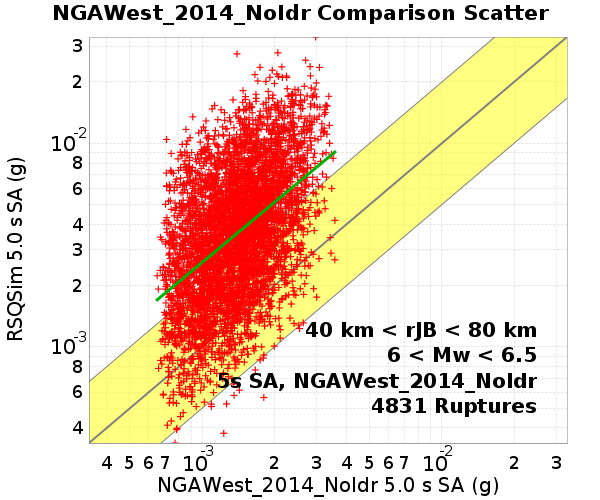 NGAWest_2014_NoIdr Comparison Scatter
3
2
10-2
8
6
4
3
2
10-3
8
6
4
RSQSim 5.0 s SA (g)
40 km < rJB < 80 km
6 < Mw < 6.5
5s SA, NGAWest_2014_NoIdr
4831 Ruptures
4 5 6 7 10-3 2 3 4 5 6 7 10-2 2 3
NGAWest_2014_NoIdr 5.0 s SA (g)